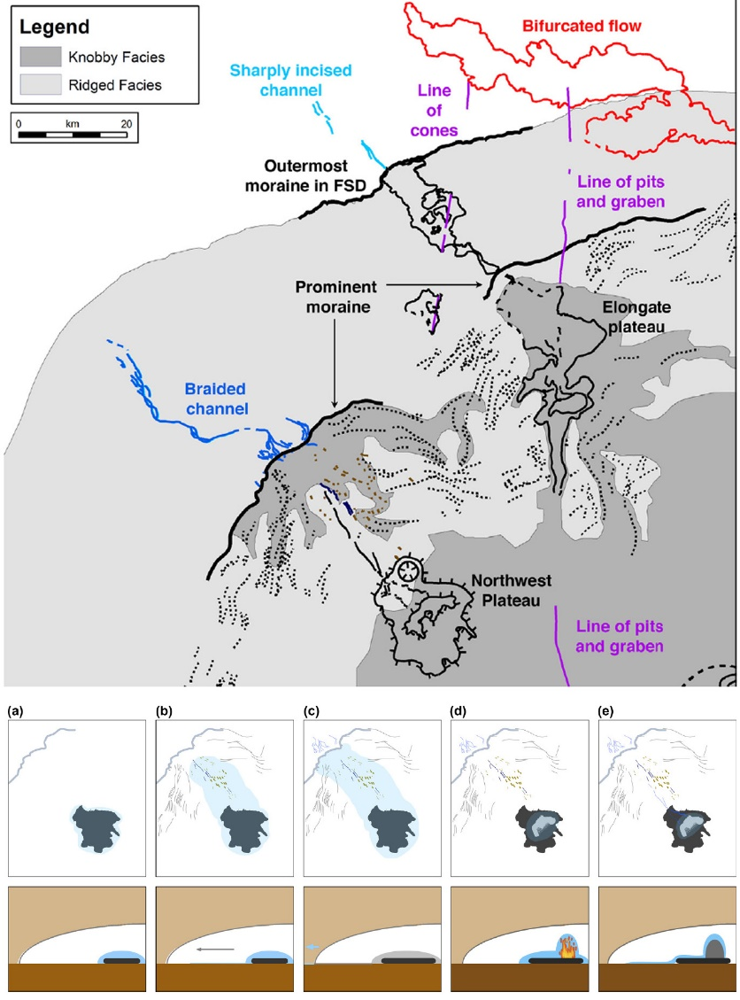 Legend
Knobby Facies
Ridged Facies
0 km 20
Bifurcated flow
Sharply incised
channel
Line
of
cones
Outermost
moraine in FSD
Line of pits
and graben
Prominent
moraine
Elongate
plateau
Braided
channel
Northwest
Plateau
Line of pits
and graben
(a) (b) (c) (d) (e)